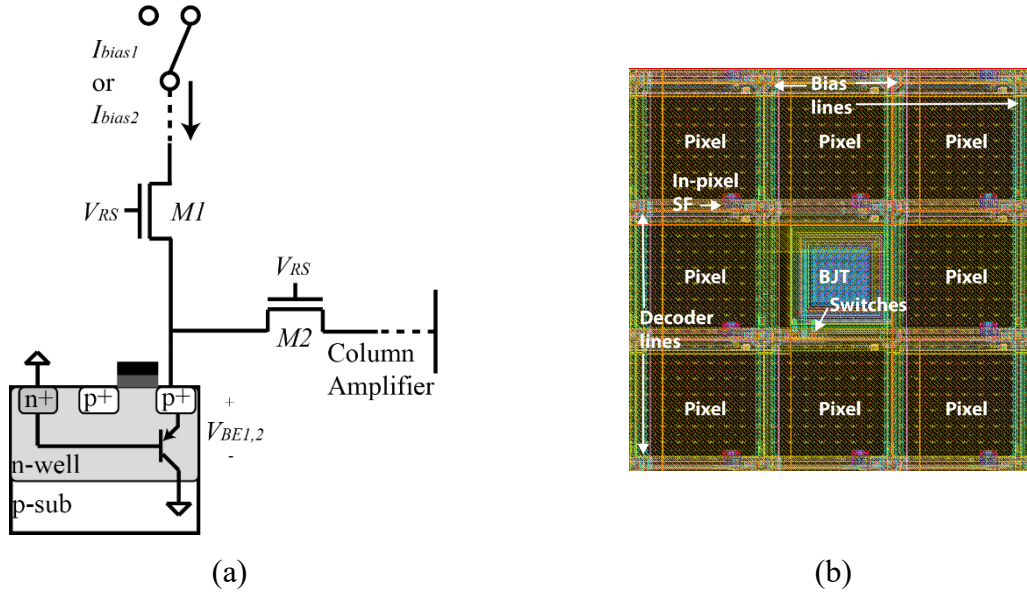 Ibias1
or
Ibias2
VRS
M1
VRS
M2
Column
Amplifier
n+
p+
p+
+
VBE1,2
-
n-well
p-sub
(a)
Bias
lines
Pixel
Pixel
Pixel
In-pixel
SF
Pixel
BJT
Pixel
Switches
Decoder
lines
Pixel
Pixel
Pixel
(b)